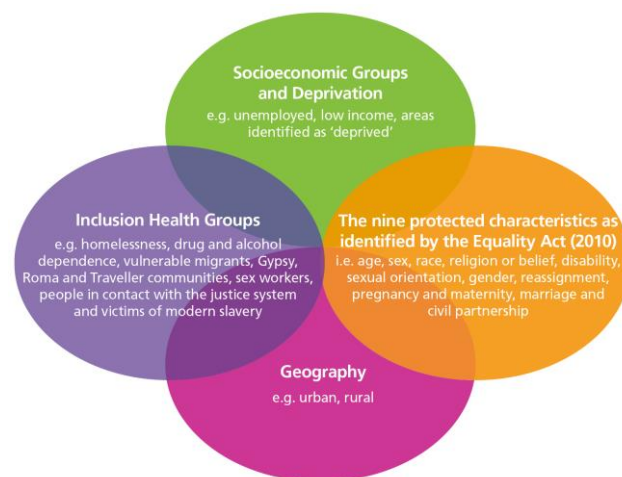 Socioeconomic Groups
and Deprivation
e.g. unemployed, low income, areas
identified as ‘deprived’
Inclusion Health Groups
e.g. homelessness, drug and alcohol
dependence, vulnerable migrants, Gypsy,
Roma and Traveller communities, sex workers,
people in contact with the justice system
and victims of modern slavery
The nine protected characteristics as
identified by the Equality Act (2010)
i.e. age, sex, race, religion or belief, disability,
sexual orientation, gender, reassignment,
pregnancy and maternity, marriage and
civil partnership
Geography
e.g. urban, rural